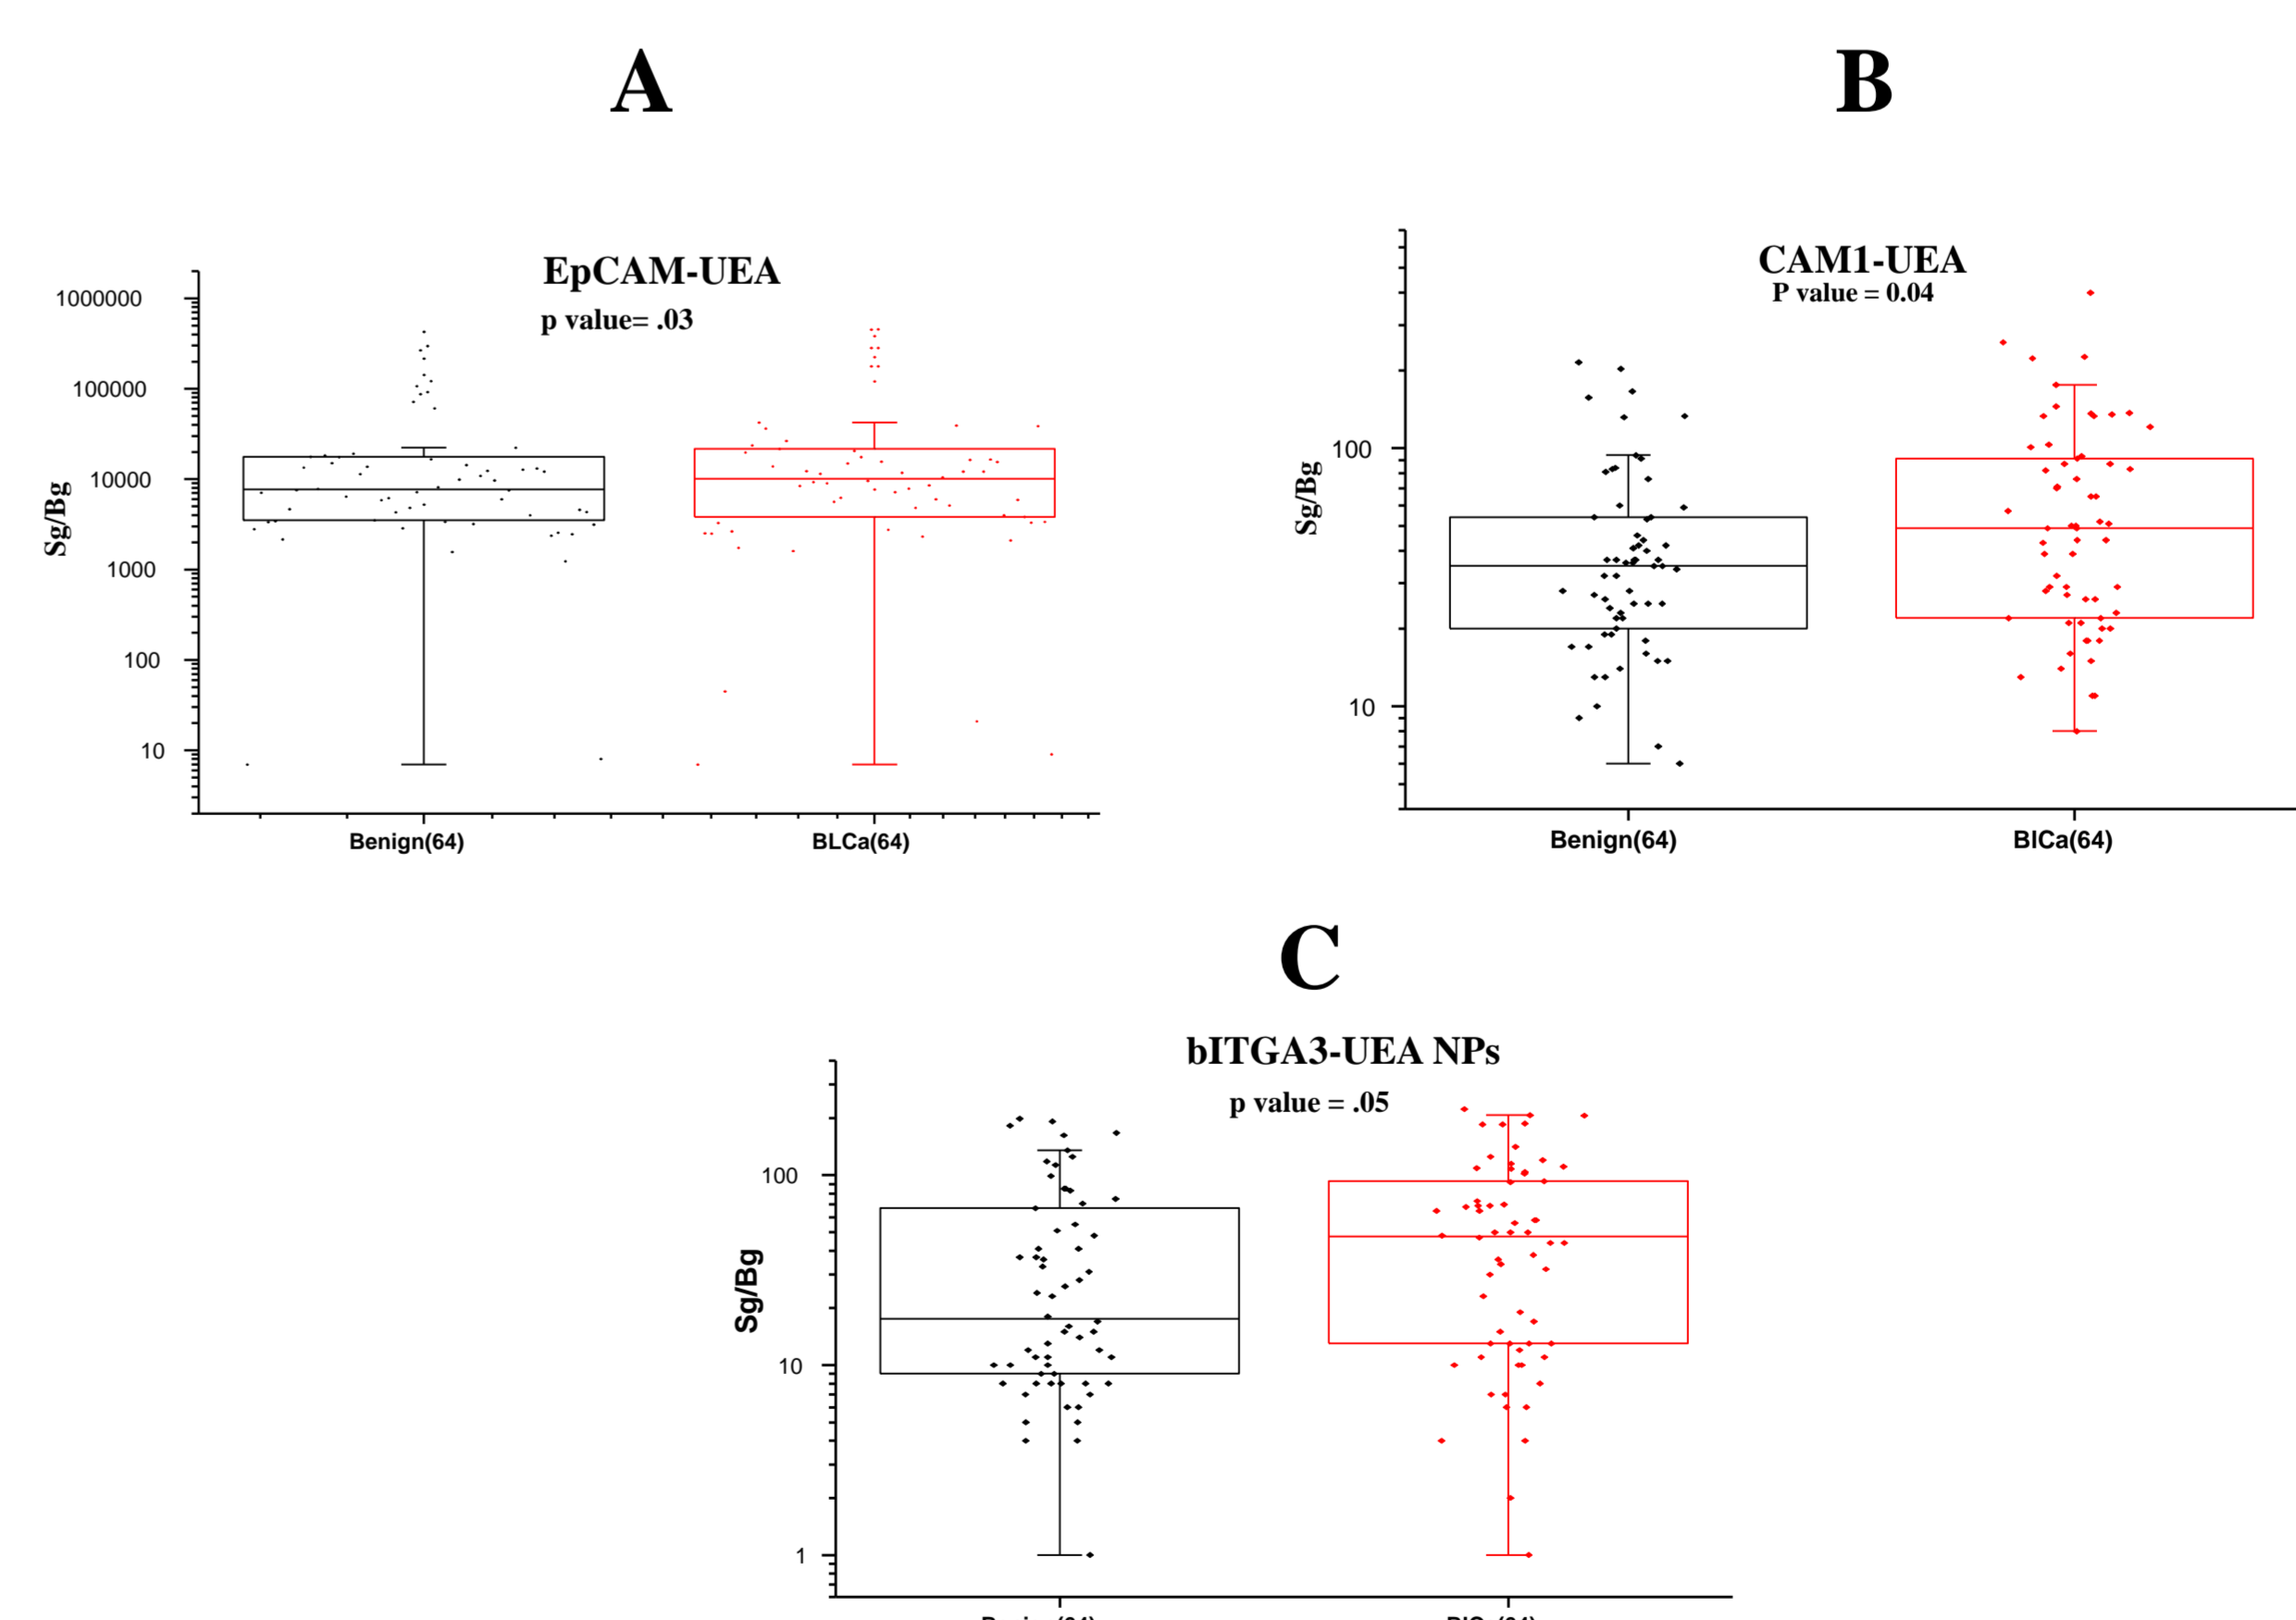 A
B
EpCAM-UEA
p value= .03
1000000
100000
10000
1000
100
10
Sg/Bg
Benign(64)
BLCa(64)
CAM1-UEA
P value = 0.04
100
10
Sg/Bg
Benign(64)
BICa(64)
C
bITGA3-UEA NPs
p value = .05
100
10
1
Sg/Bg